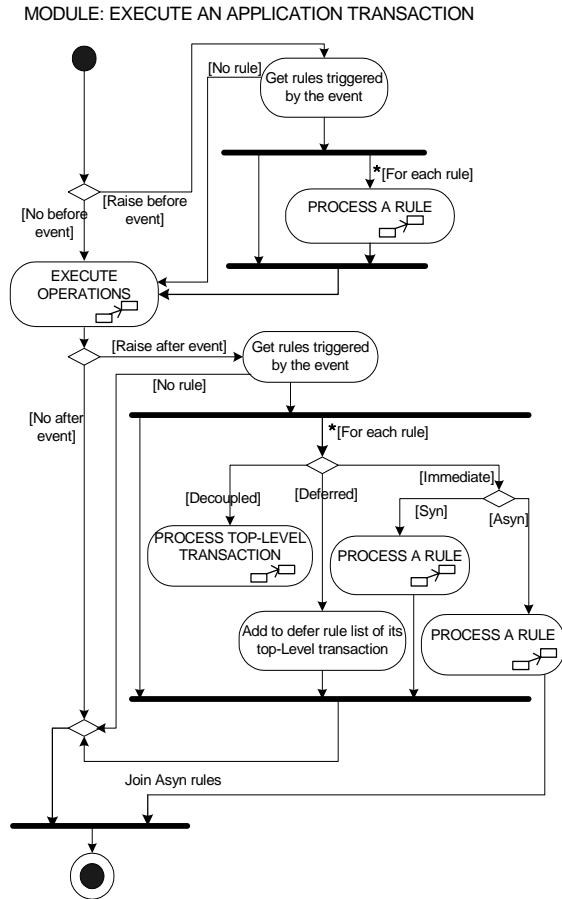 MODULE: EXECUTE AN APPLICATION TRANSACTION
[No rule]
Get rules triggered
by the event
*[For each rule]
[Raise before
event]
[No before
event]
PROCESS A RULE
EXECUTE
OPERATIONS
[Raise after event]
Get rules triggered
by the event
[No rule]
[No after
event]
*[For each rule]
[Immediate]
[Decoupled]
[Deferred]
[Syn]
[Asyn]
PROCESS TOP-LEVEL
TRANSACTION
PROCESS A RULE
Add to defer rule list of its
top-Level transaction
PROCESS A RULE
Join Asyn rules